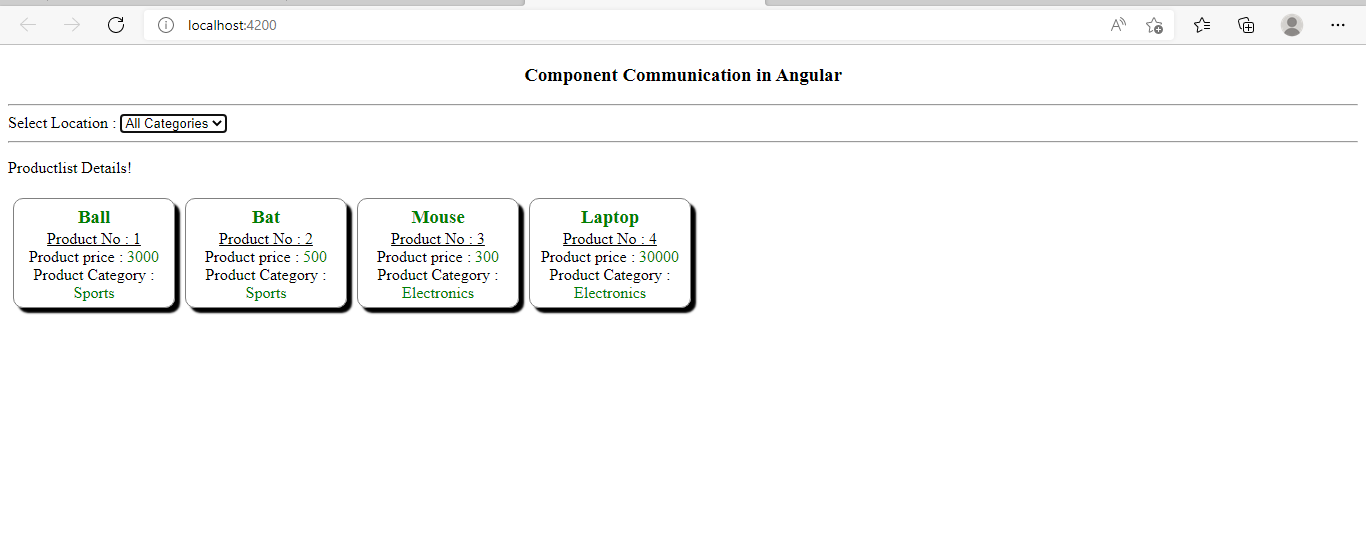 localhost:4200
Component Communication in Angular
Select Location : All Categories
Productlist Details!
Ball
Product No : 1
Product price : 3000
Product Category :
Sports
Bat
Product No : 2
Product price : 500
Product Category :
Sports
Mouse
Product No : 3
Product price : 300
Product Category :
Electronics
Laptop
Product No : 4
Product price : 30000
Product Category :
Electronics